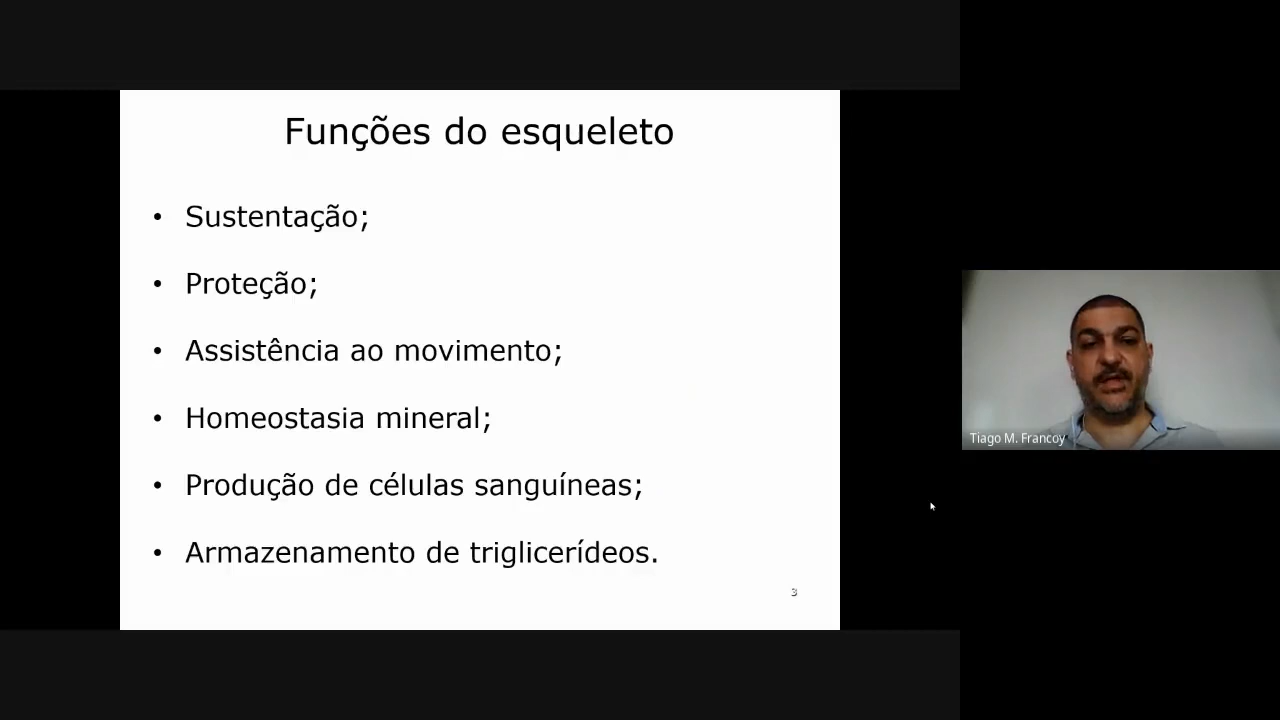 Funções do esqueleto
• Sustentação;
• Proteção;
• Assistência ao movimento;
• Homeostasia mineral;
• Produção de células sanguíneas;
• Armazenamento de triglicerídeos.
3
Tiago M. Francoy